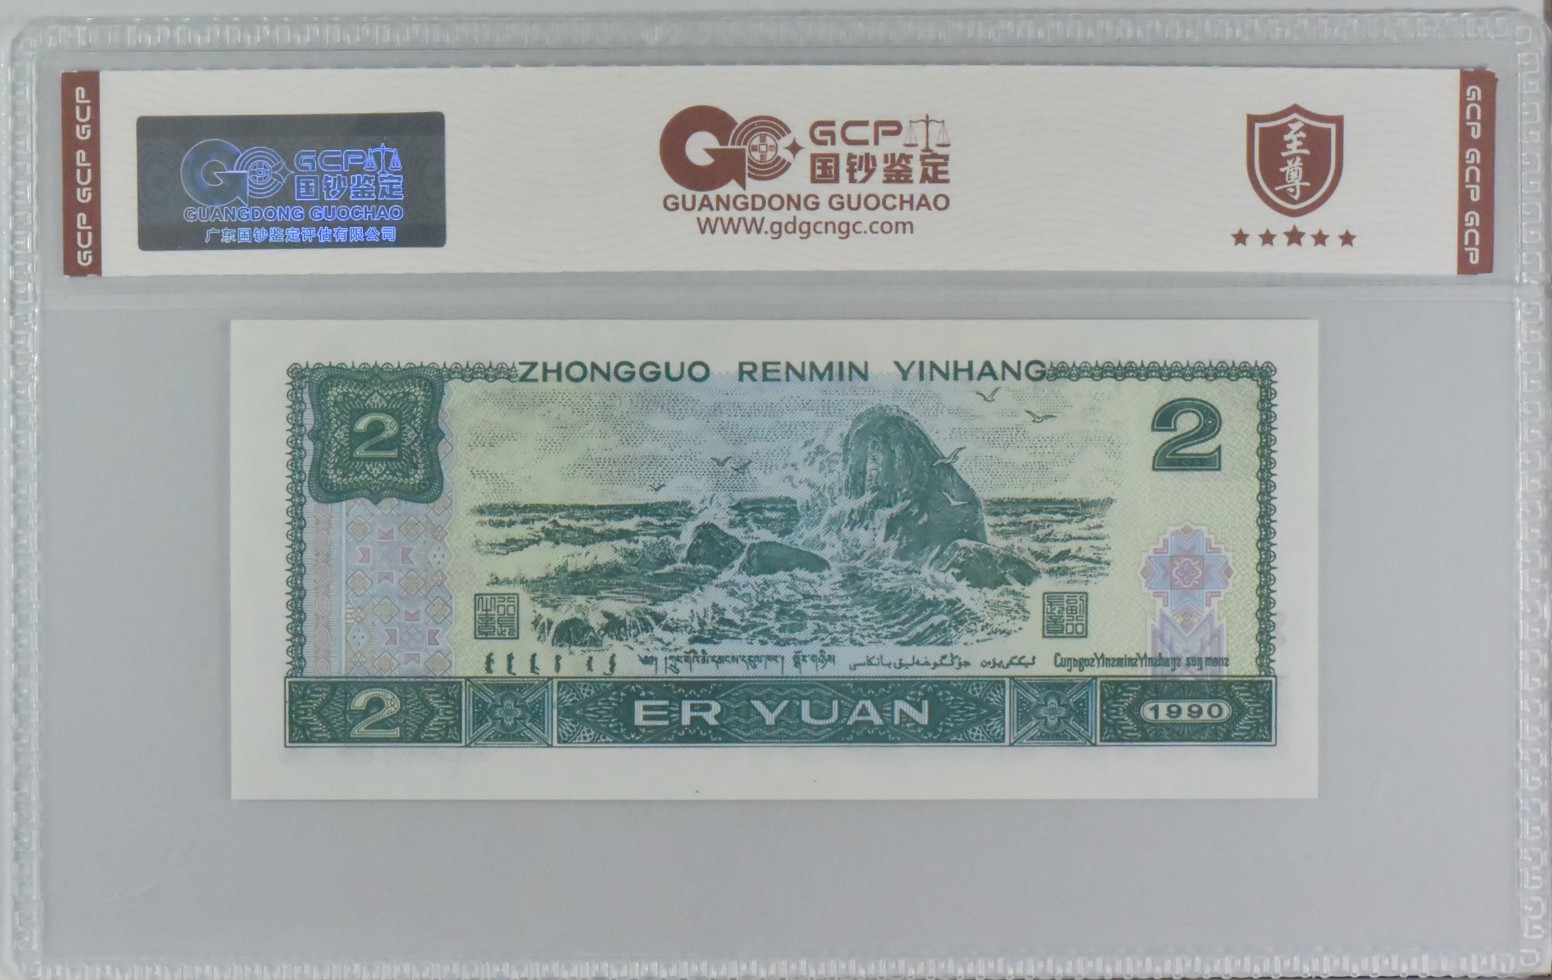 GCP GCP GCP
GCP
国钞鉴定
GUANGDONG GUOCHAO
广东国钞鉴定评估有限公司
GCP
国钞鉴定
GUANGDONG GUOCHAO
WWW.gdgcngc.com
至尊
GCP GCP GCP
ZHONGGUO RENMIN YINHANG
2
2
2
ER YUAN
1990